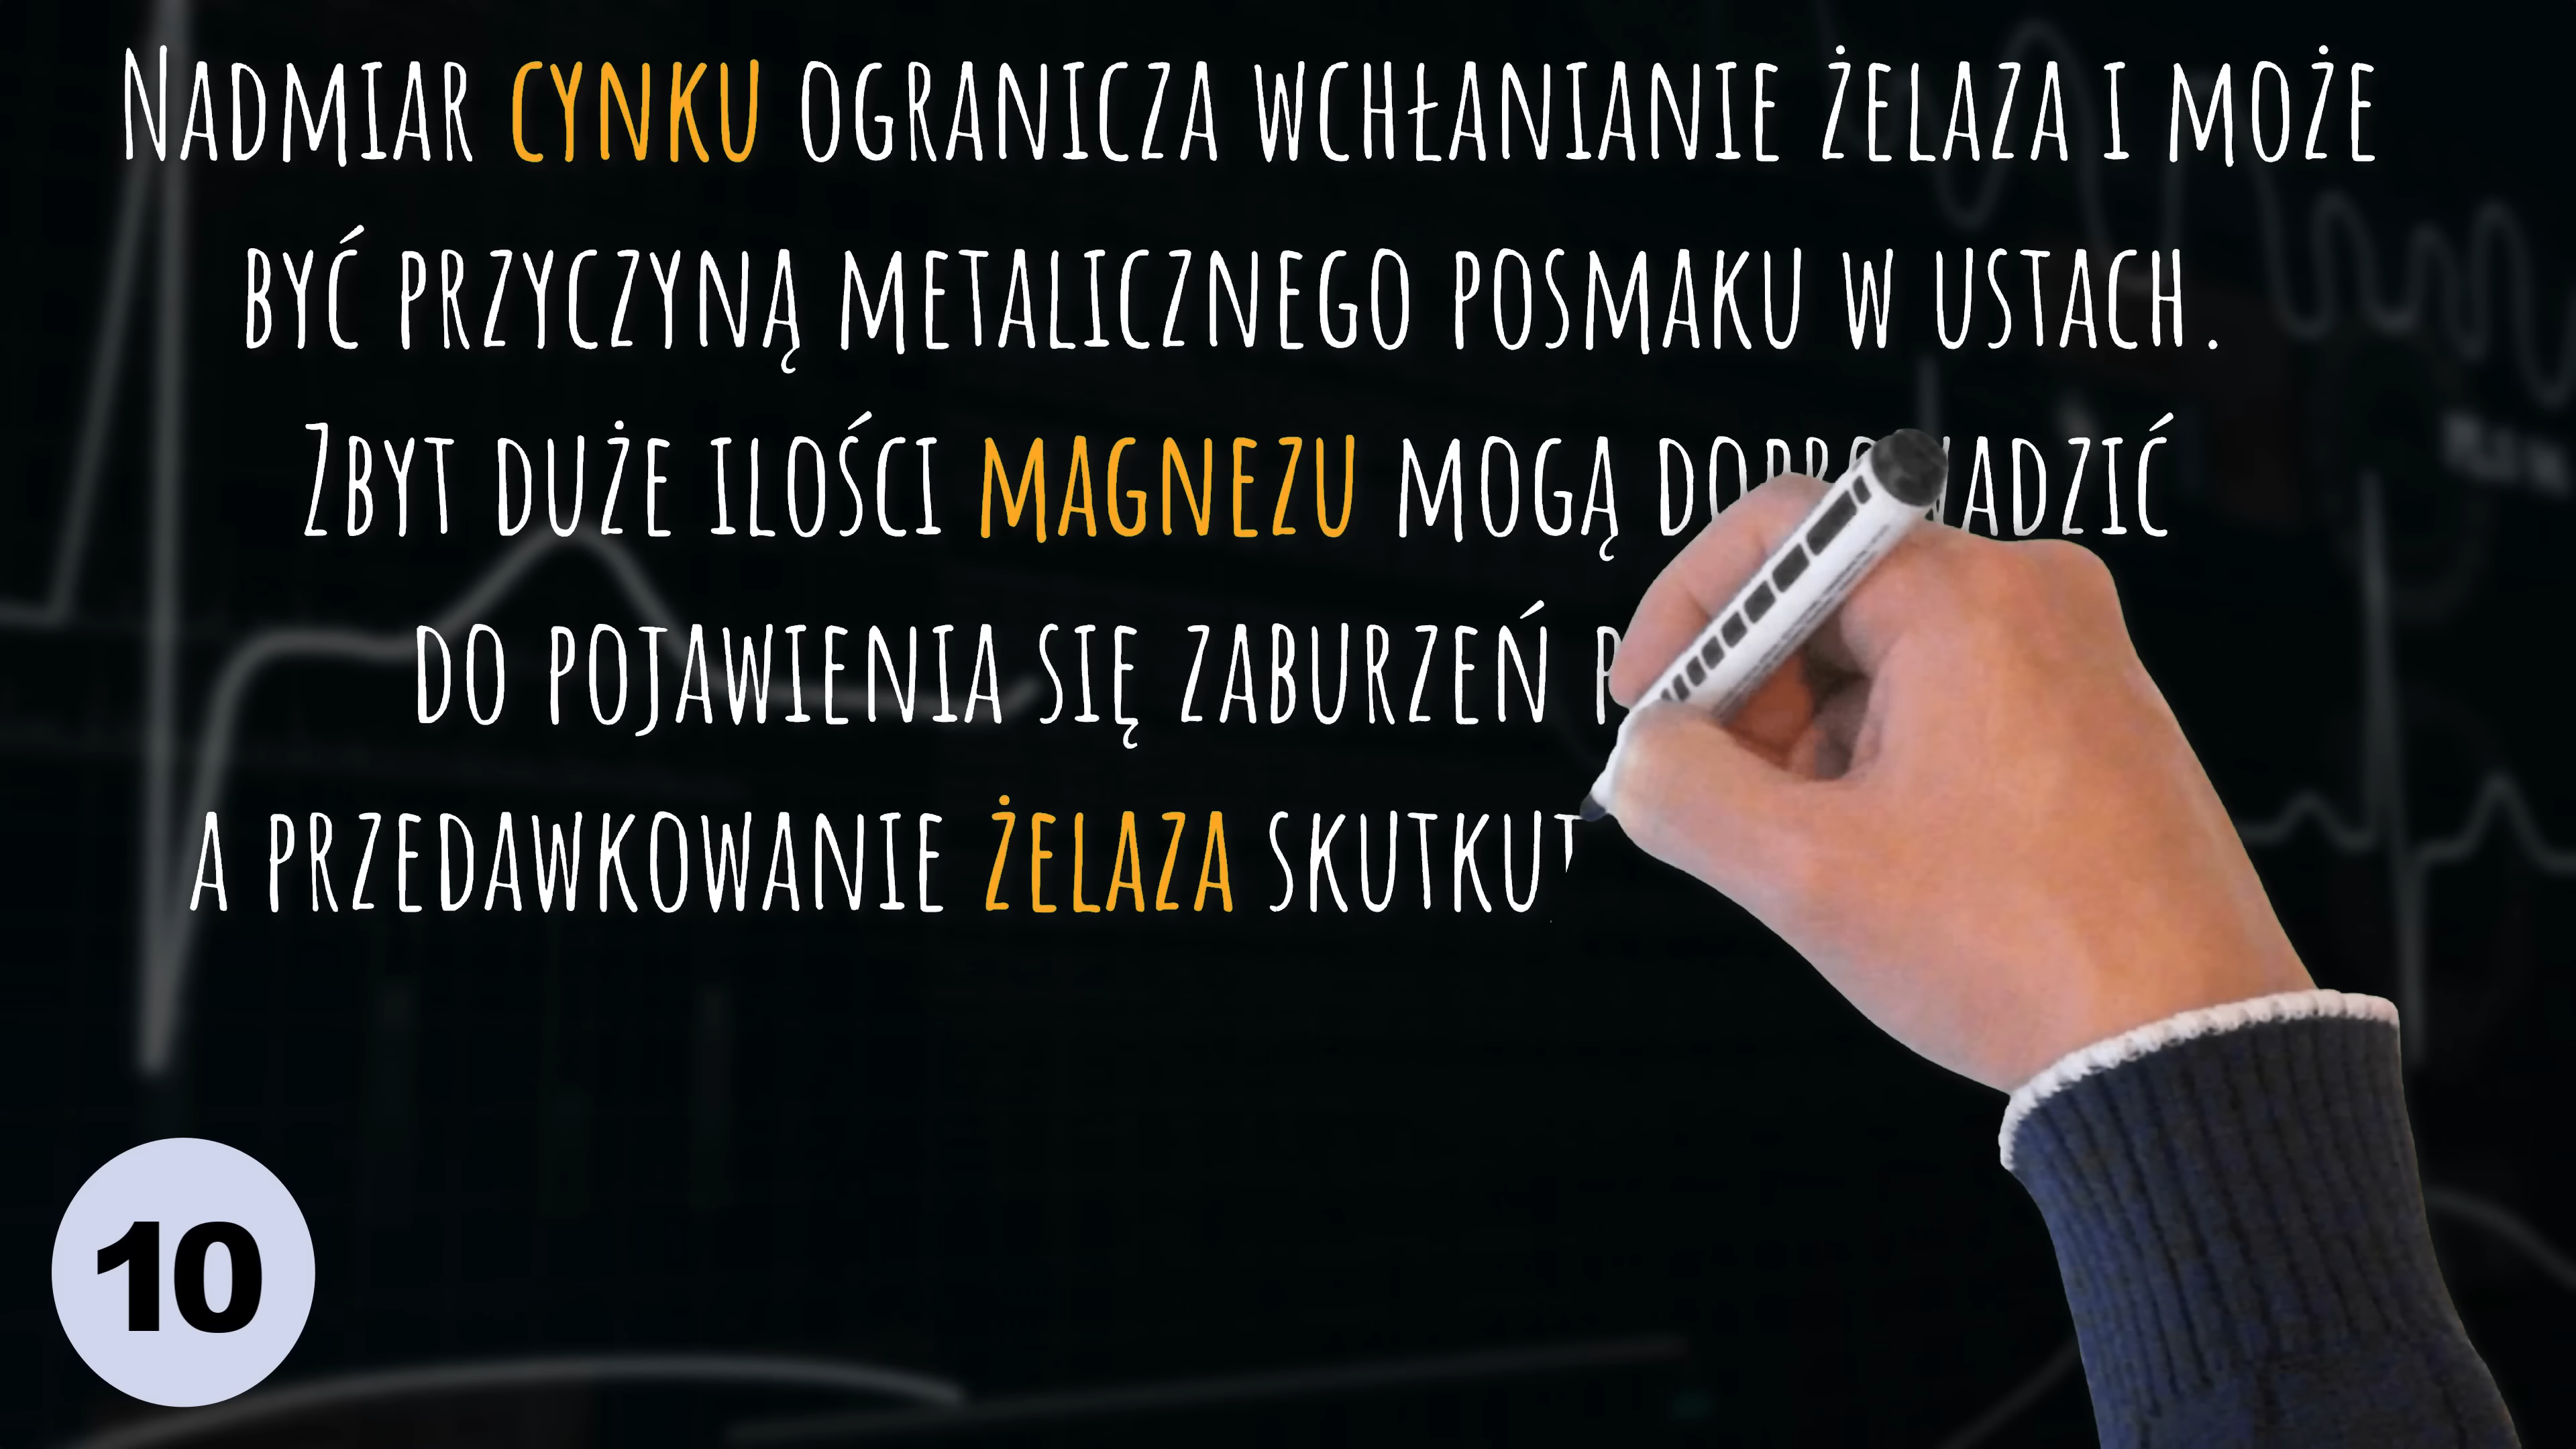 Nadmiar cynku ogranicza wchłanianie żelaza i może
być przyczyną metalicznego posmaku w ustach.
Zbyt duże ilości magnezu mogą
do pojawienia się zaburzeń
a przedawkowanie żelaza
10